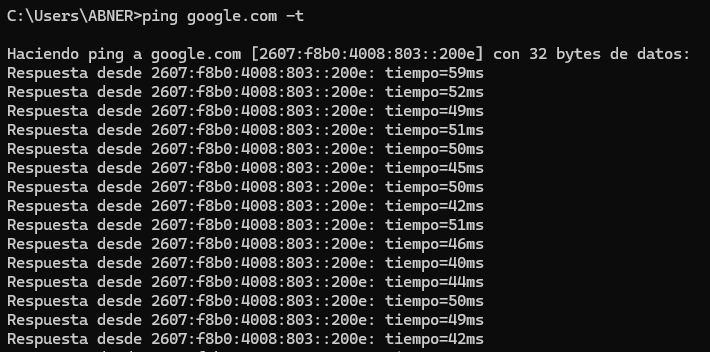 C:\Users\ABNER>ping google.com -t
Haciendo ping a google.com [2607:f8b0:4008:803::200e] con 32 bytes de datos:
Respuesta desde 2607:f8b0:4008:803::200e: tiempo=59ms
Respuesta desde 2607:f8b0:4008:803::200e: tiempo=52ms
Respuesta desde 2607:f8b0:4008:803::200e: tiempo=49ms
Respuesta desde 2607:f8b0:4008:803::200e: tiempo=51ms
Respuesta desde 2607:f8b0:4008:803::200e: tiempo=50ms
Respuesta desde 2607:f8b0:4008:803::200e: tiempo=45ms
Respuesta desde 2607:f8b0:4008:803::200e: tiempo=50ms
Respuesta desde 2607:f8b0:4008:803::200e: tiempo=42ms
Respuesta desde 2607:f8b0:4008:803::200e: tiempo=51ms
Respuesta desde 2607:f8b0:4008:803::200e: tiempo=46ms
Respuesta desde 2607:f8b0:4008:803::200e: tiempo=40ms
Respuesta desde 2607:f8b0:4008:803::200e: tiempo=44ms
Respuesta desde 2607:f8b0:4008:803::200e: tiempo=50ms
Respuesta desde 2607:f8b0:4008:803::200e: tiempo=49ms
Respuesta desde 2607:f8b0:4008:803::200e: tiempo=42ms